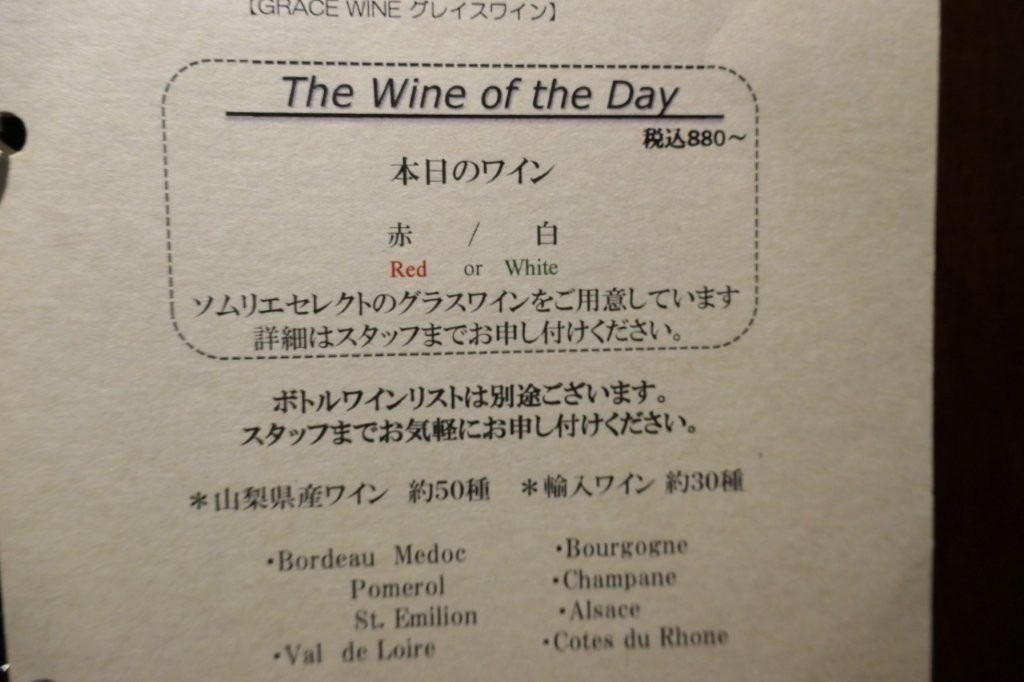 【GRACE WINE グレイスワイン】
The Wine of the Day
税込880～
本日のワイン
赤 / 白
Red or White
ソムリエセレクトのグラスワインをご用意しています
詳細はスタッフまでお申し付けください。
ボトルワインリストは別途ございます。
スタッフまでお気軽にお申し付けください。
＊山梨県産ワイン 約50種 ＊輸入ワイン 約30種
・Bordeau Medoc ・Bourgogne
Pomerol ・Champane
St. Emilion ・Alsace
・Val de Loire ・Cotes du Rhone